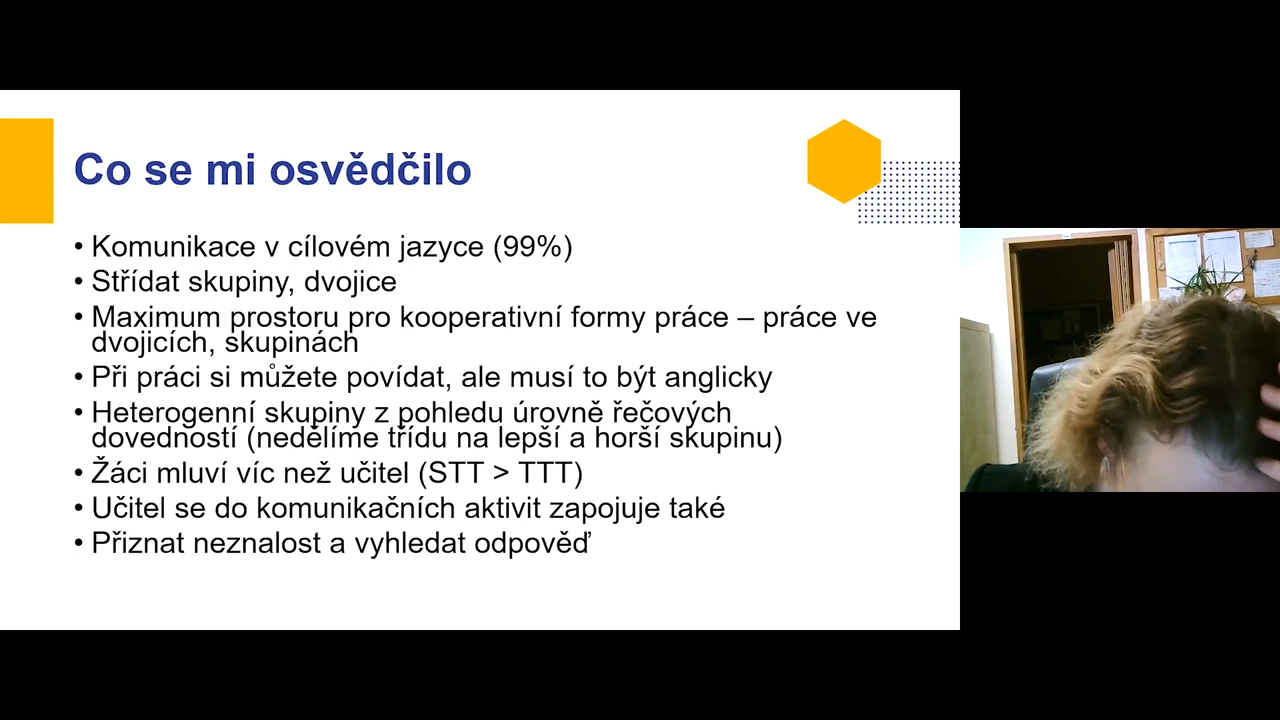 Co se mi osvědčilo
• Komunikace v cílovém jazyce (99%)
• Střídat skupiny, dvojice
• Maximum prostoru pro kooperativní formy práce – práce ve
dvojicích, skupinách
• Při práci si můžete povídat, ale musí to být anglicky
• Heterogenní skupiny z pohledu úrovně řečových
dovedností (nedělíme třídu na lepší a horší skupinu)
• Žáci mluví víc než učitel (STT > TTT)
• Učitel se do komunikačních aktivit zapojuje také
• Přiznat neznalost a vyhledat odpověď